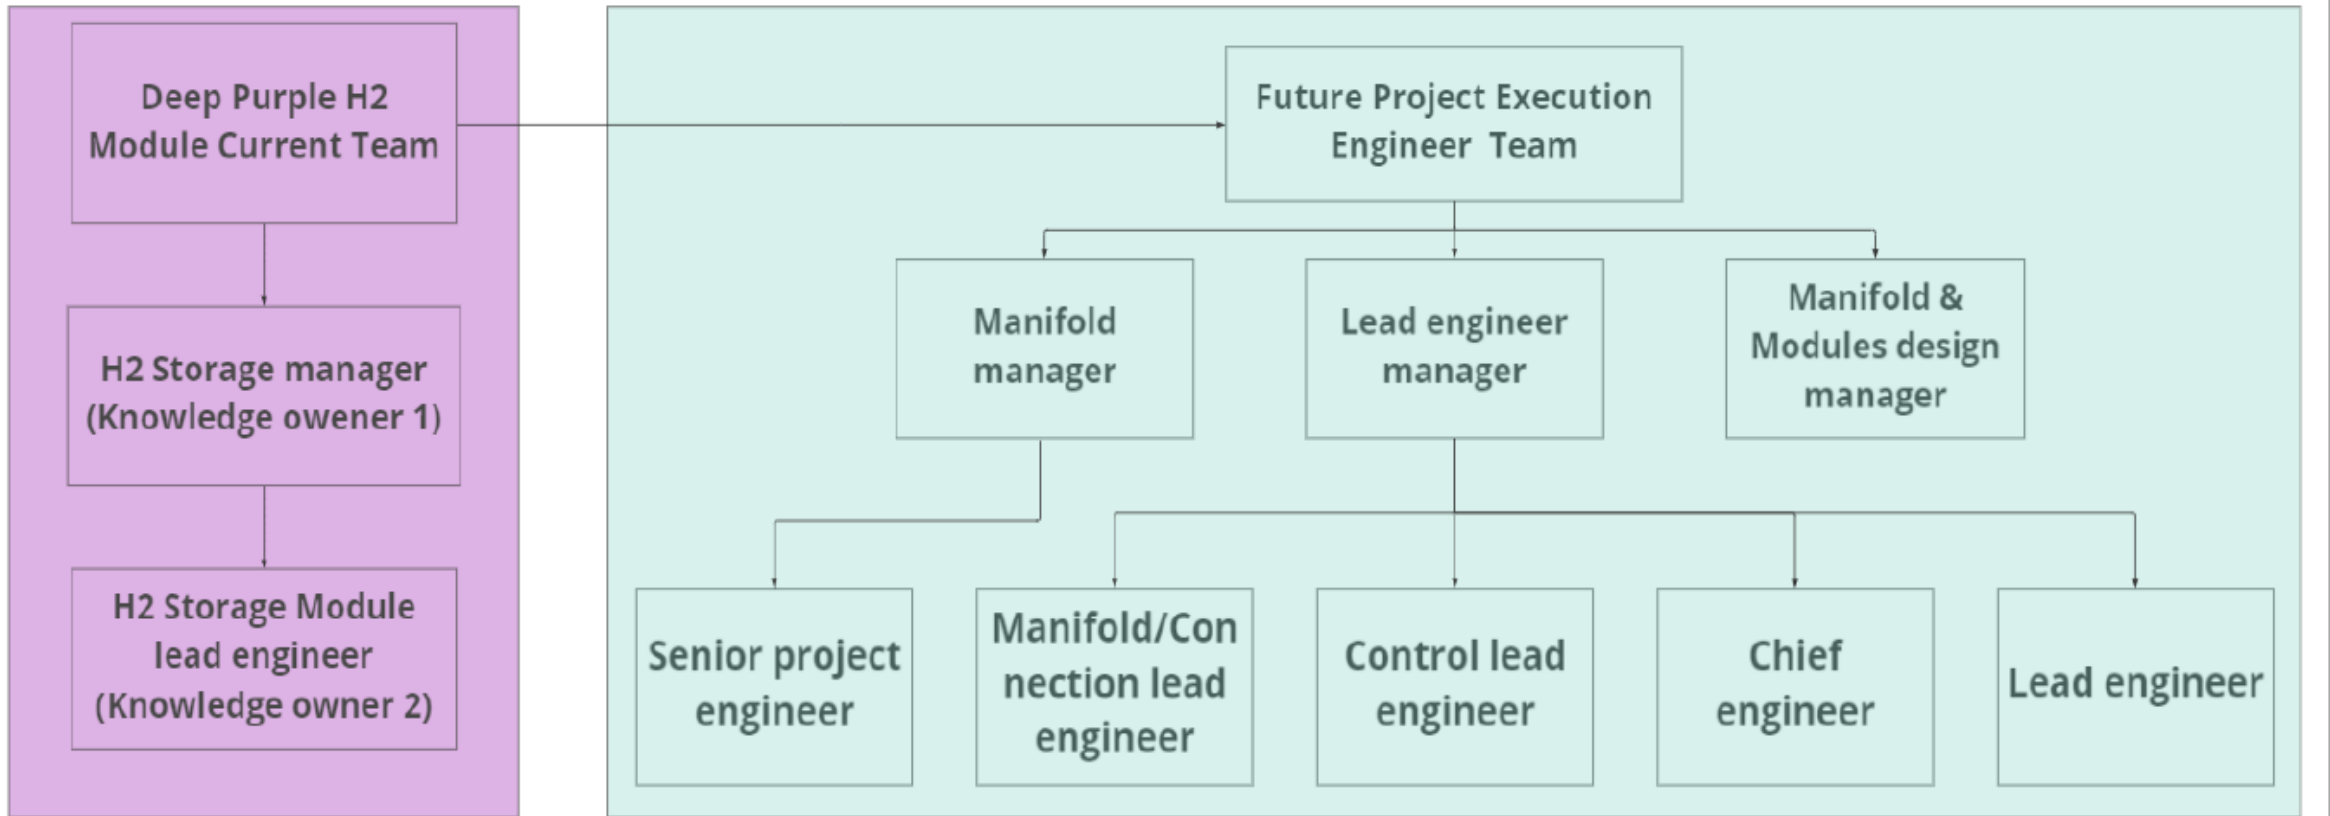 Deep Purple H2
Module Current Team
H2 Storage manager
(Knowledge owener 1)
H2 Storage Module
lead engineer
(Knowledge owner 2)
Future Project Execution
Engineer Team
Manifold
manager
Lead engineer
manager
Manifold &
Modules design
manager
Senior project
engineer
Manifold/Con
nection lead
engineer
Control lead
engineer
Chief
engineer
Lead engineer